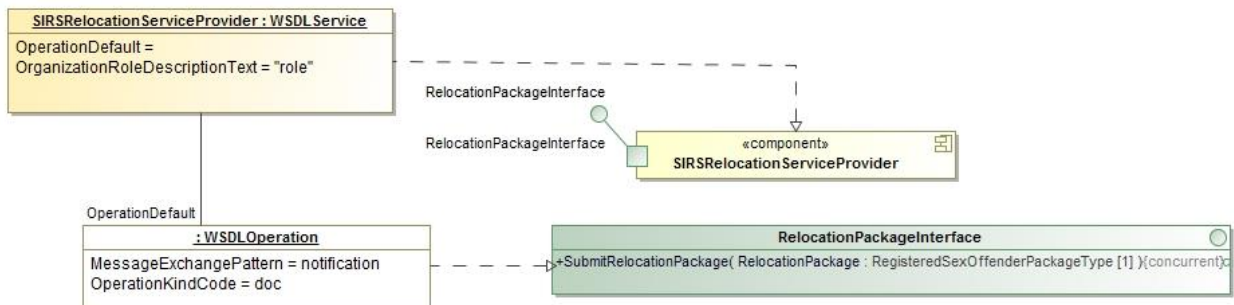 SIRSRelocationServiceProvider : WSDLService
OperationDefault =
OrganizationRoleDescriptionText = "role"
RelocationPackageInterface
RelocationPackageInterface
«component»
SIRSRelocationServiceProvider
OperationDefault
: WSDLOperation
MessageExchangePattern = notification
OperationKindCode = doc
RelocationPackageInterface
+SubmitRelocationPackage( RelocationPackage : RegisteredSexOffenderPackageType [1] ){concurrent}